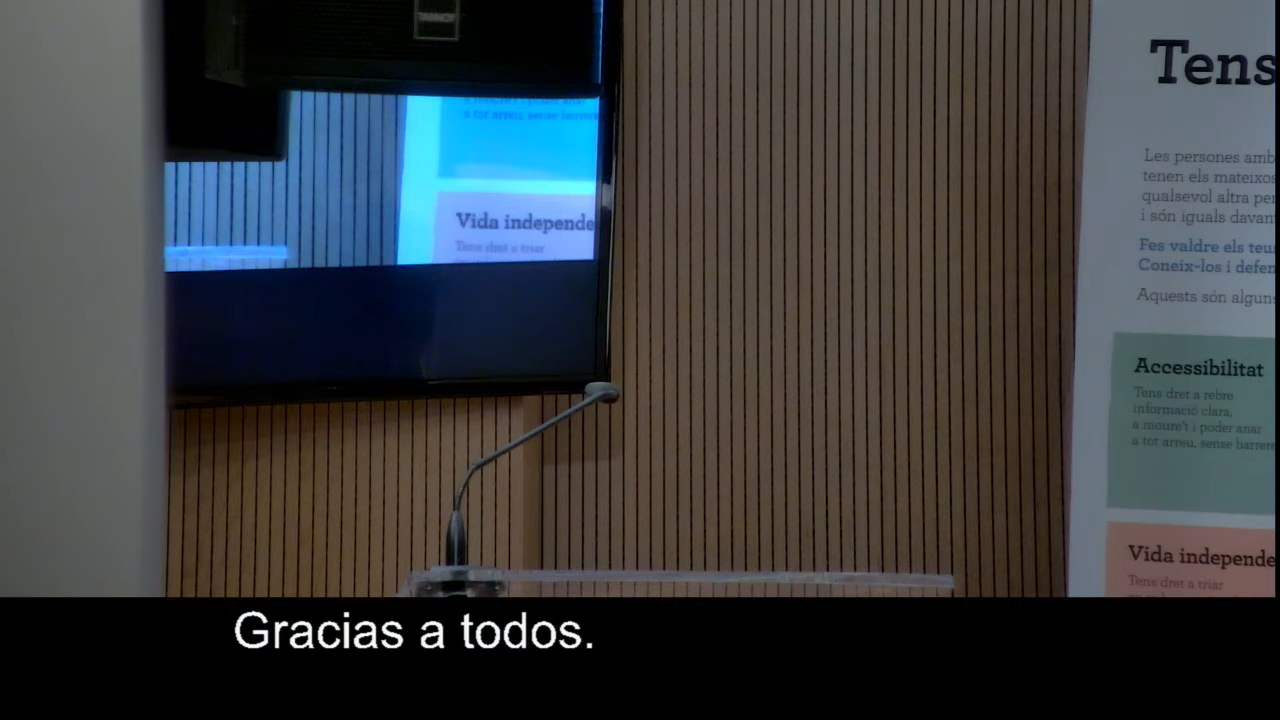 TANNOY
a tot arreu, sense barrere
Vida independe
Tens dret a triar
Tens
Les persones amb
tenen els mateixos
qualsevol altra per
i són iguals davant
Fes valdre els teu
Coneix-los i defen
Aquests són alguns
Accessibilitat
Tens dret a rebre
informació clara,
a moure't i poder anar
a tot arreu, sense barrere
Vida independe
Tens dret a triar
Gracias a todos.